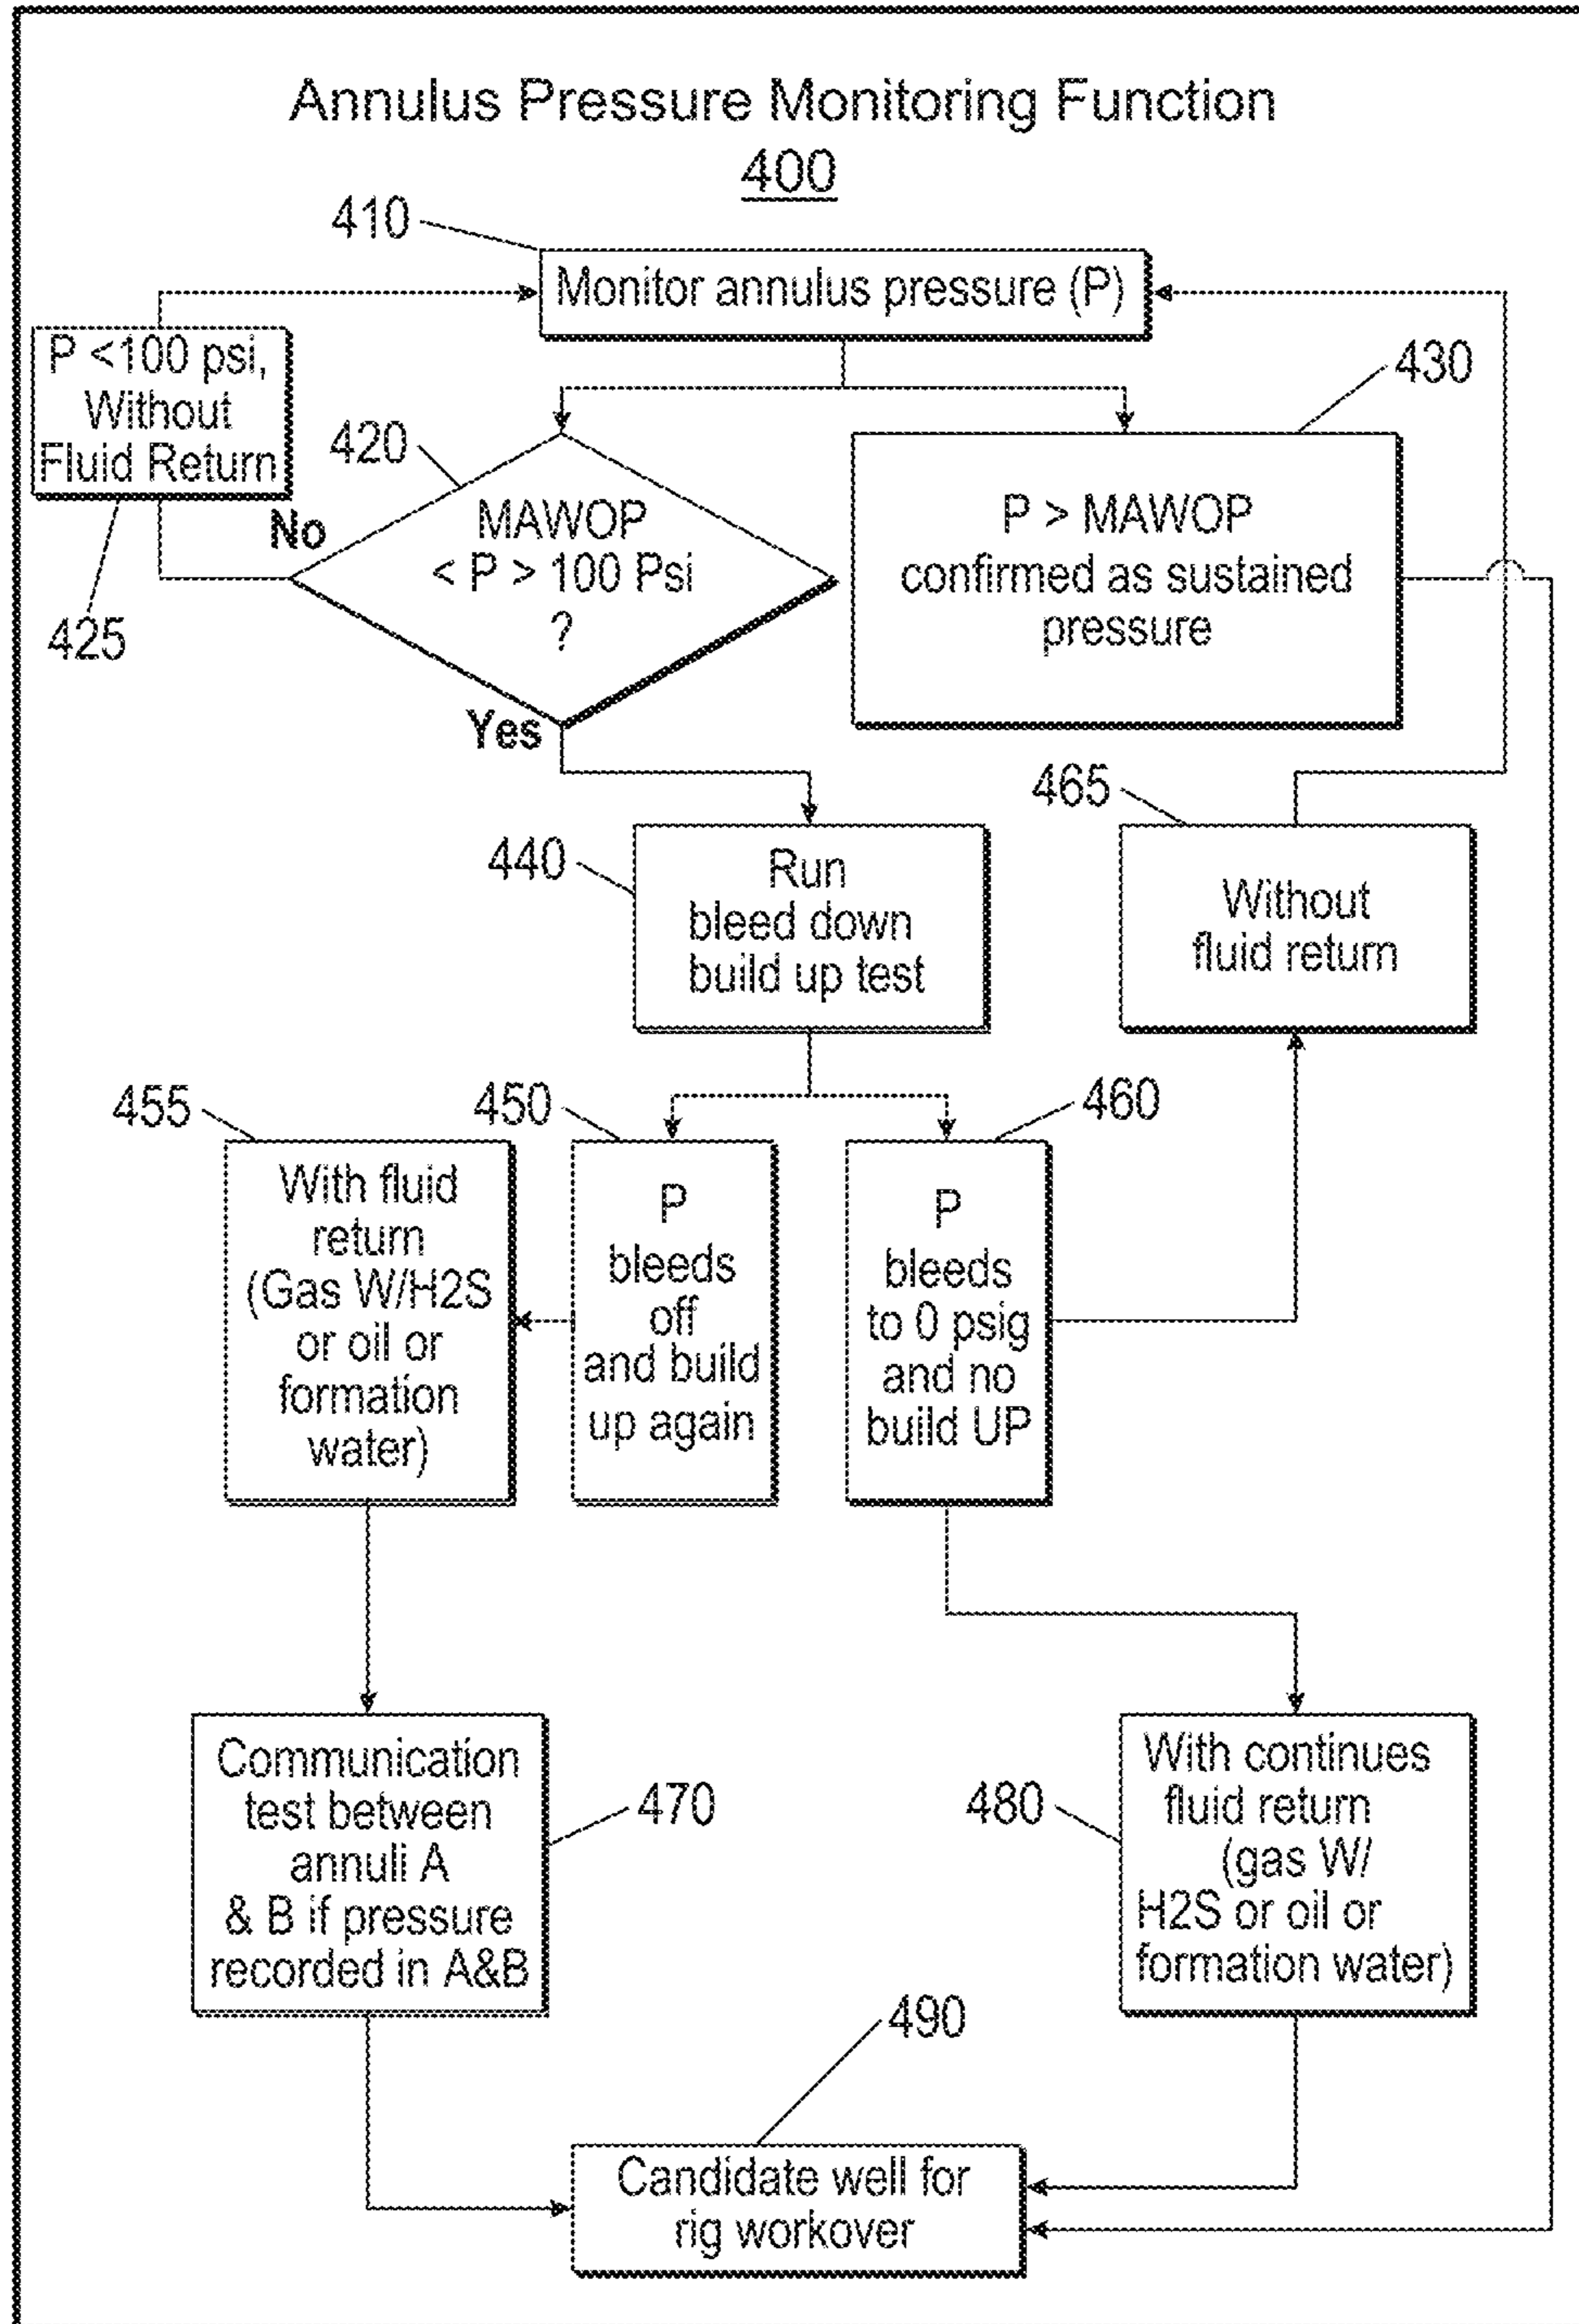 Annulus Pressure Monitoring Function
400
410
Monitor annulus pressure (P)
P <100 psi,
Without
Fluid Return
425
420
No
MAWOP
< P > 100 Psi
?
Yes
430
P > MAWOP
confirmed as sustained
pressure
440
Run
bleed down
build up test
465
Without
fluid return
455
With fluid
return
(Gas W/H2S
or oil or
formation
water)
450
P
bleeds
off
and build
up again
460
P
bleeds
to 0 psig
and no
build UP
Communication
test between
annuli A
& B if pressure
recorded in A&B
470
480
With continues
fluid return
(gas W/
H2S or oil or
formation water)
490
Candidate well for
rig workover